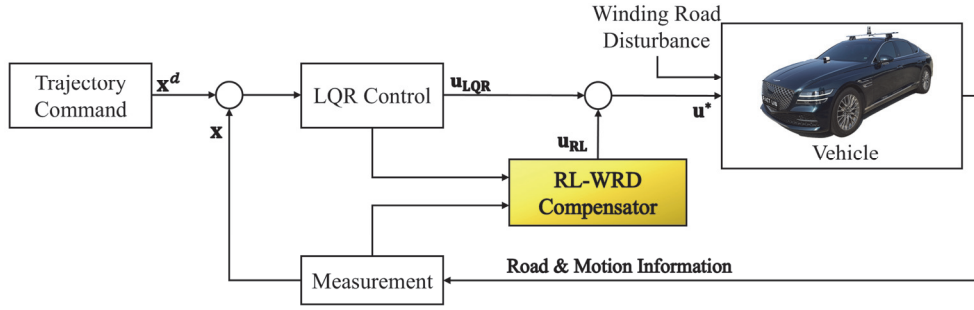 Winding Road
Disturbance
Trajectory
Command
x^d
LQR Control
u_LQR
u*
Vehicle
x
u_RL
RL-WRD
Compensator
Measurement
Road & Motion Information